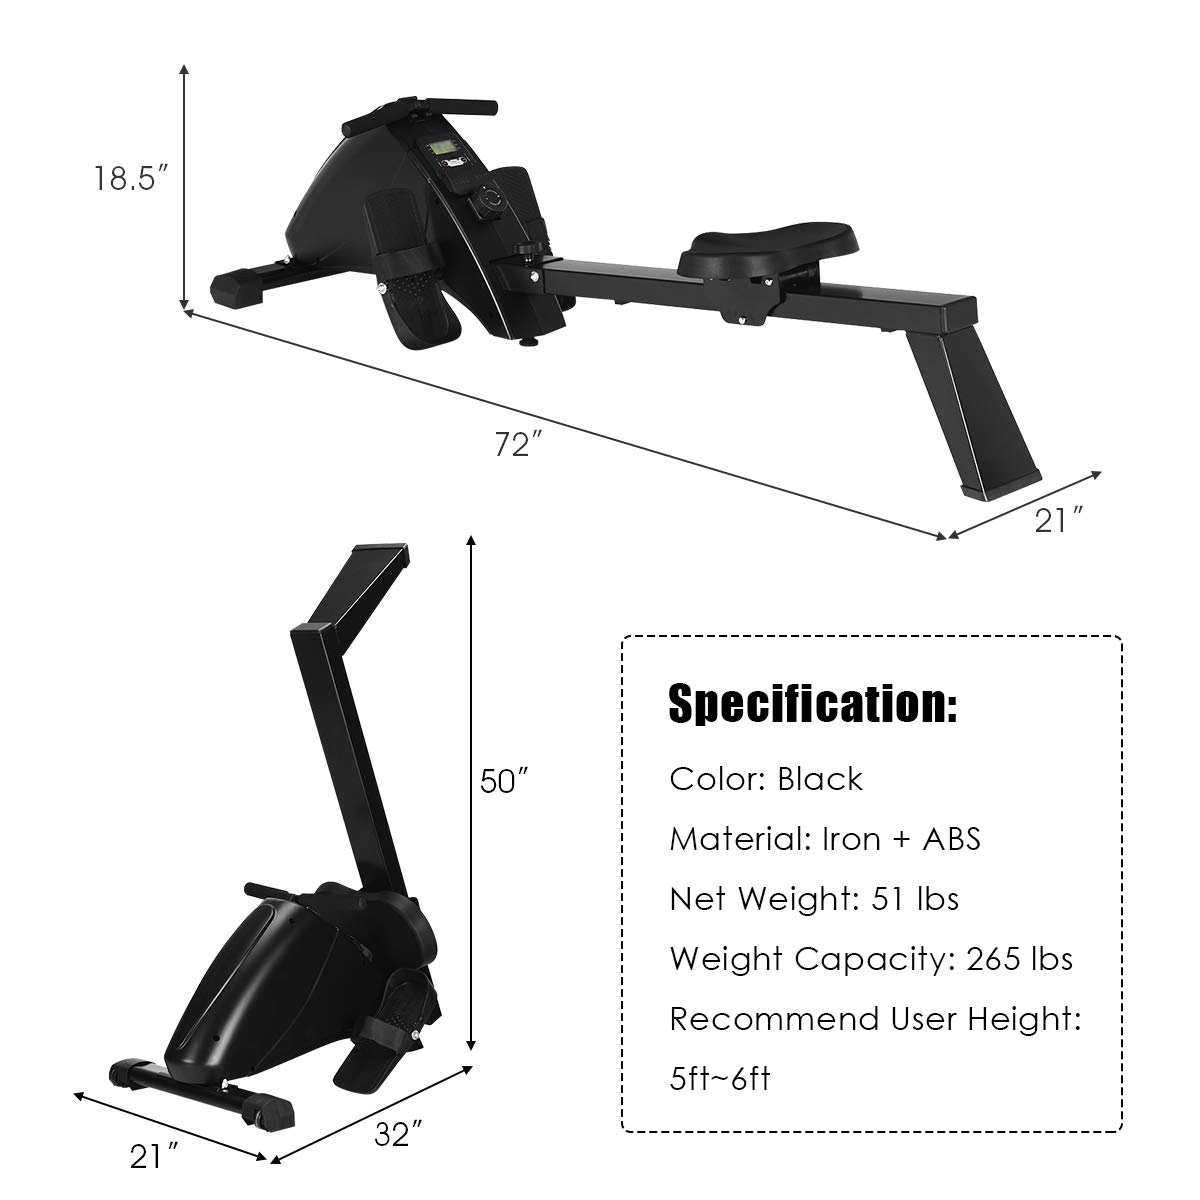 18.5”
72”
21”
50”
Specification:
Color: Black
Material: Iron + ABS
Net Weight: 51 lbs
Weight Capacity: 265 lbs
Recommend User Height:
5ft~6ft
32”
21”